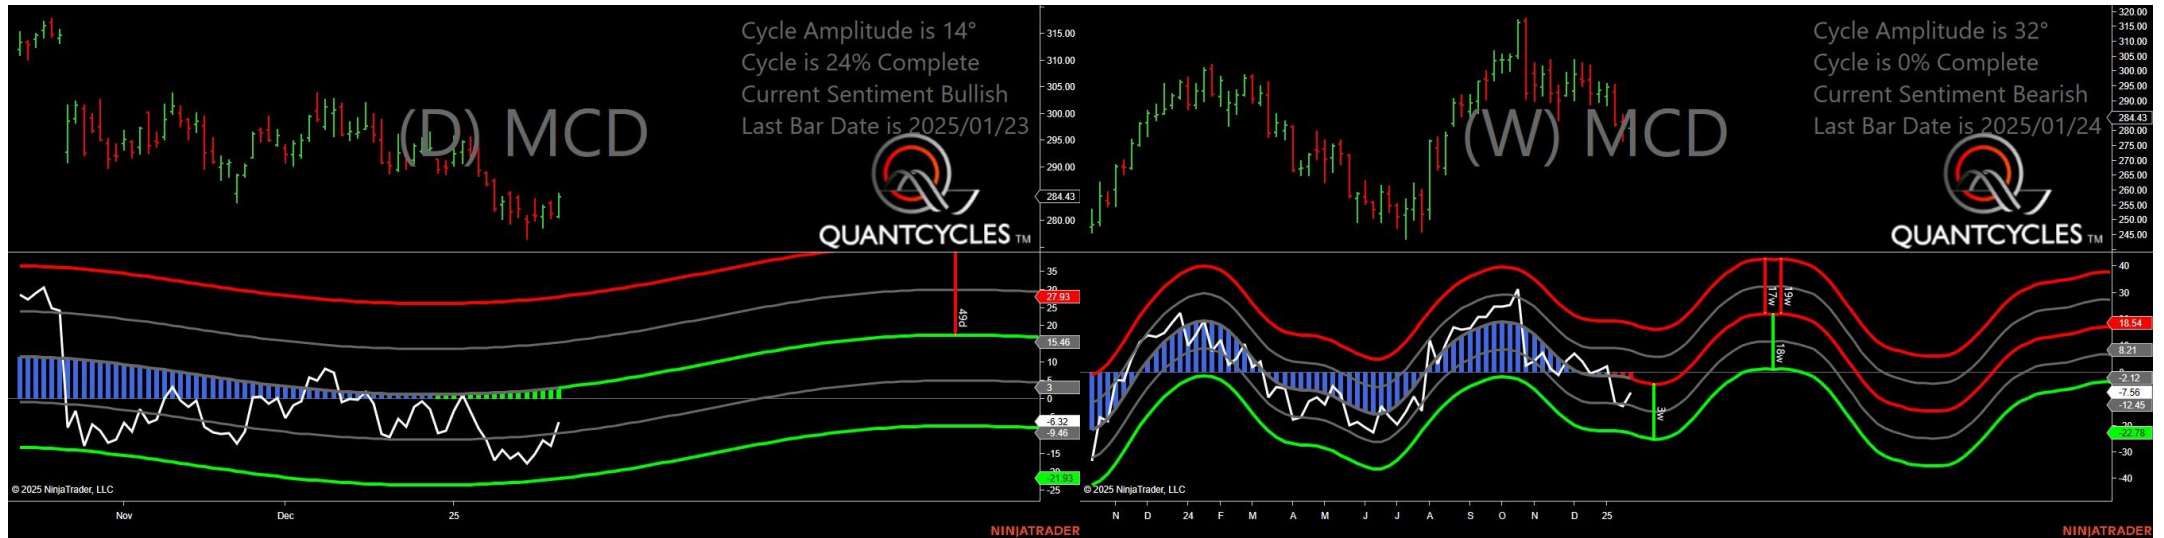 Cycle Amplitude is 14°
Cycle is 24% Complete
Current Sentiment Bullish
Last Bar Date is 2025/01/23
(D) MCD
QUANTCYCLES TM
315.00
310.00
305.00
300.00
295.00
290.00
284.43
280.00
35
27.93
25
20
15.46
10
3
0
-6.32
-9.46
-15
-21.93
-25
49d
© 2025 NinjaTrader, LLC
Nov
Dec
25
NINJATRADER
Cycle Amplitude is 32°
Cycle is 0% Complete
Current Sentiment Bearish
Last Bar Date is 2025/01/24
(W) MCD
QUANTCYCLES TM
320.00
315.00
310.00
305.00
300.00
295.00
290.00
284.43
280.00
275.00
270.00
265.00
260.00
255.00
250.00
245.00
40
30
18.54
8.21
-2.12
-7.56
-12.45
-22.78
-30
-40
17w
19w
18w
3w
© 2025 NinjaTrader, LLC
N D 24 F M A M J J A S O N D 25
NINJATRADER